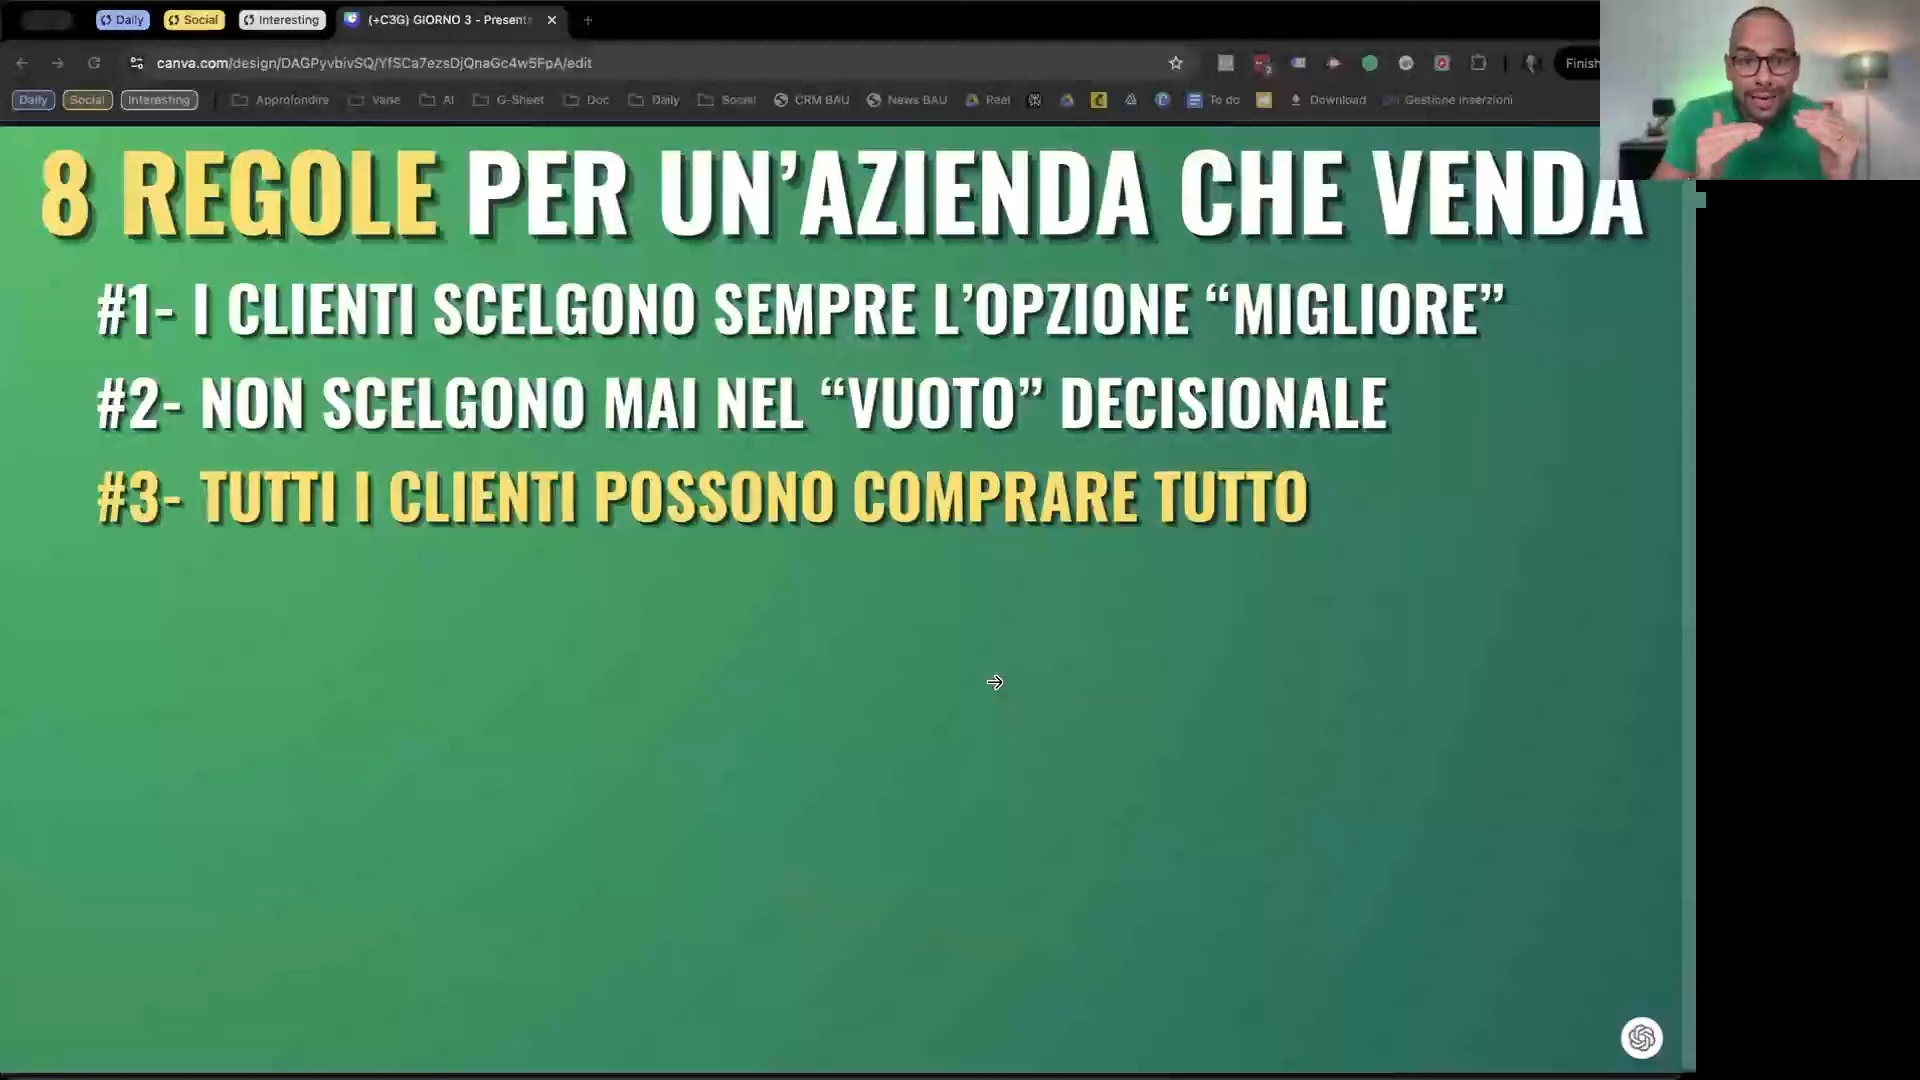 Daily
Social
Interesting
(+C3G) GIORNO 3 - Present
canva.com/design/DAGPyvbivSQ/YfSCa7ezsDjQnaGc4w5FpA/edit
2
Finish
Daily
Social
Interesting
Approfondire
Varie
AI
G-Sheet
Doc
Daily
Social
CRM BAU
News BAU
Reel
To do
Download
Gestione inserzioni
8 REGOLE PER UN’AZIENDA CHE VENDA
#1- I CLIENTI SCELGONO SEMPRE L’OPZIONE “MIGLIORE”
#2- NON SCELGONO MAI NEL “VUOTO” DECISIONALE
#3- TUTTI I CLIENTI POSSONO COMPRARE TUTTO